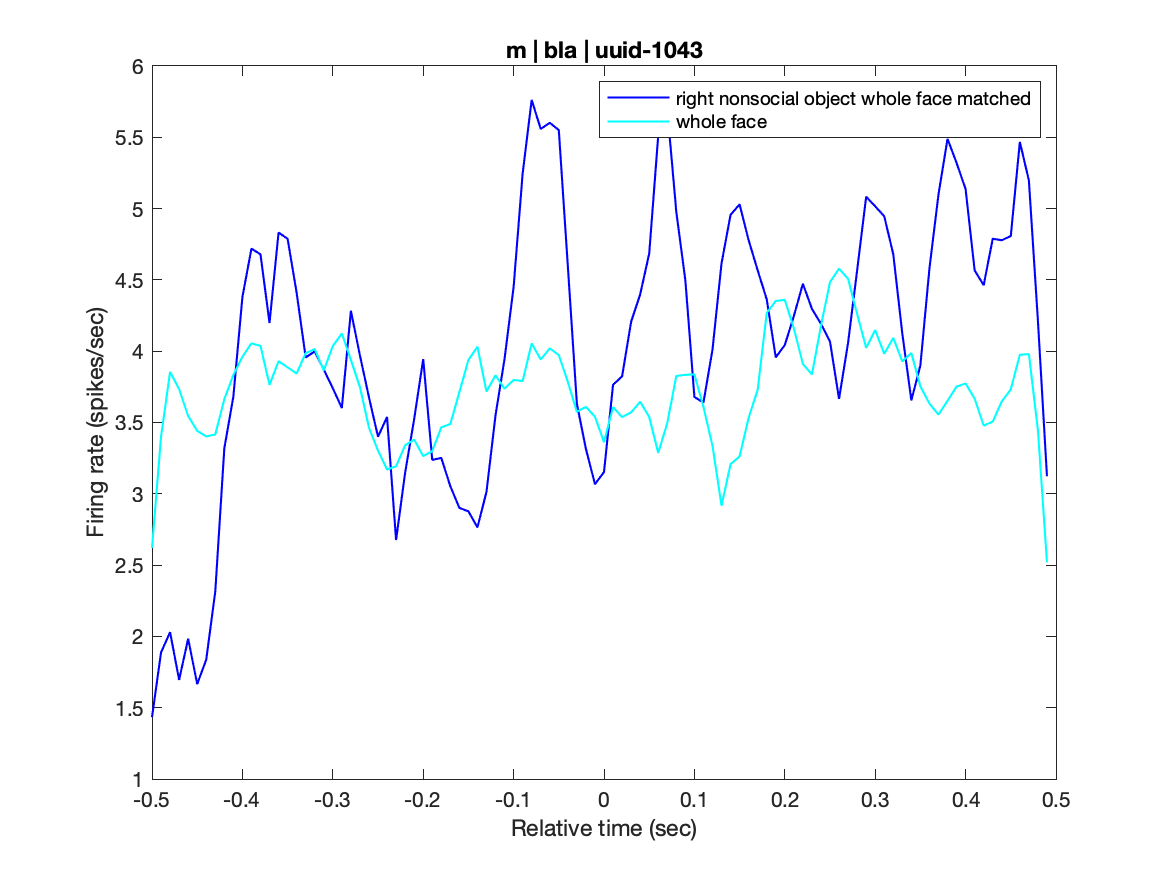 m | bla | uuid-1043
right nonsocial object whole face matched
whole face
Firing rate (spikes/sec)
6
5.5
5
4.5
4
3.5
3
2.5
2
1.5
1
-0.5 -0.4 -0.3 -0.2 -0.1 0 0.1 0.2 0.3 0.4 0.5
Relative time (sec)